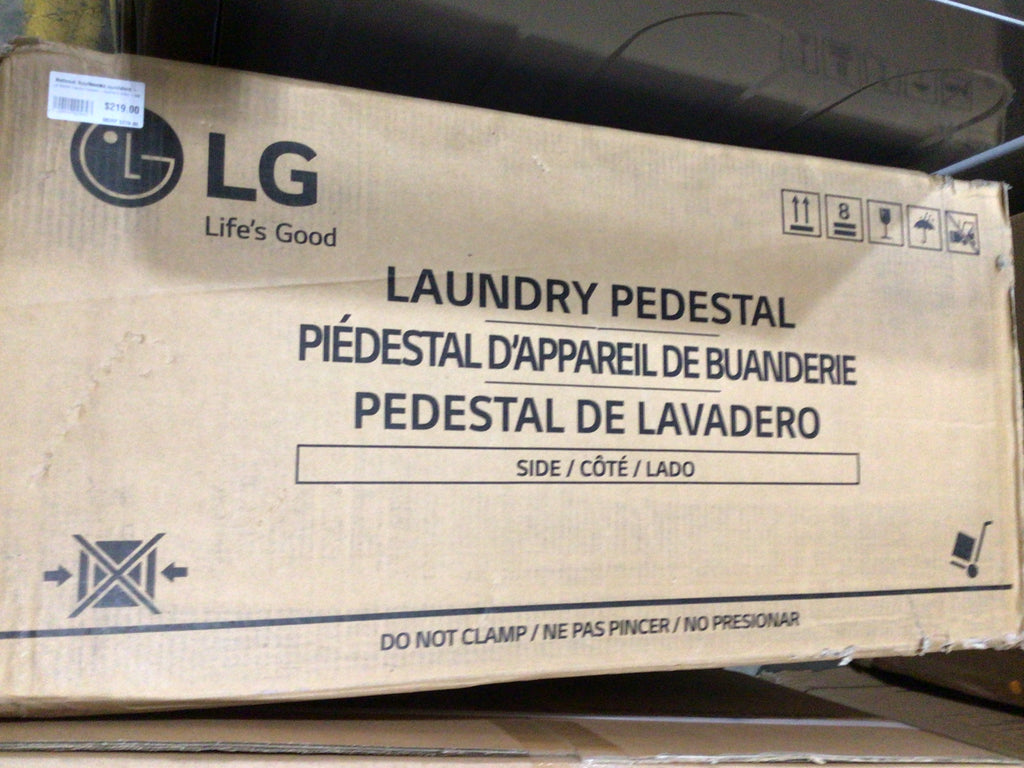 $219.00
LG
Life's Good
8
LAUNDRY PEDESTAL
PIÉDESTAL D'APPAREIL DE BUANDERIE
PEDESTAL DE LAVADERO
SIDE / CÔTÉ / LADO
DO NOT CLAMP / NE PAS PINCER / NO PRESIONAR